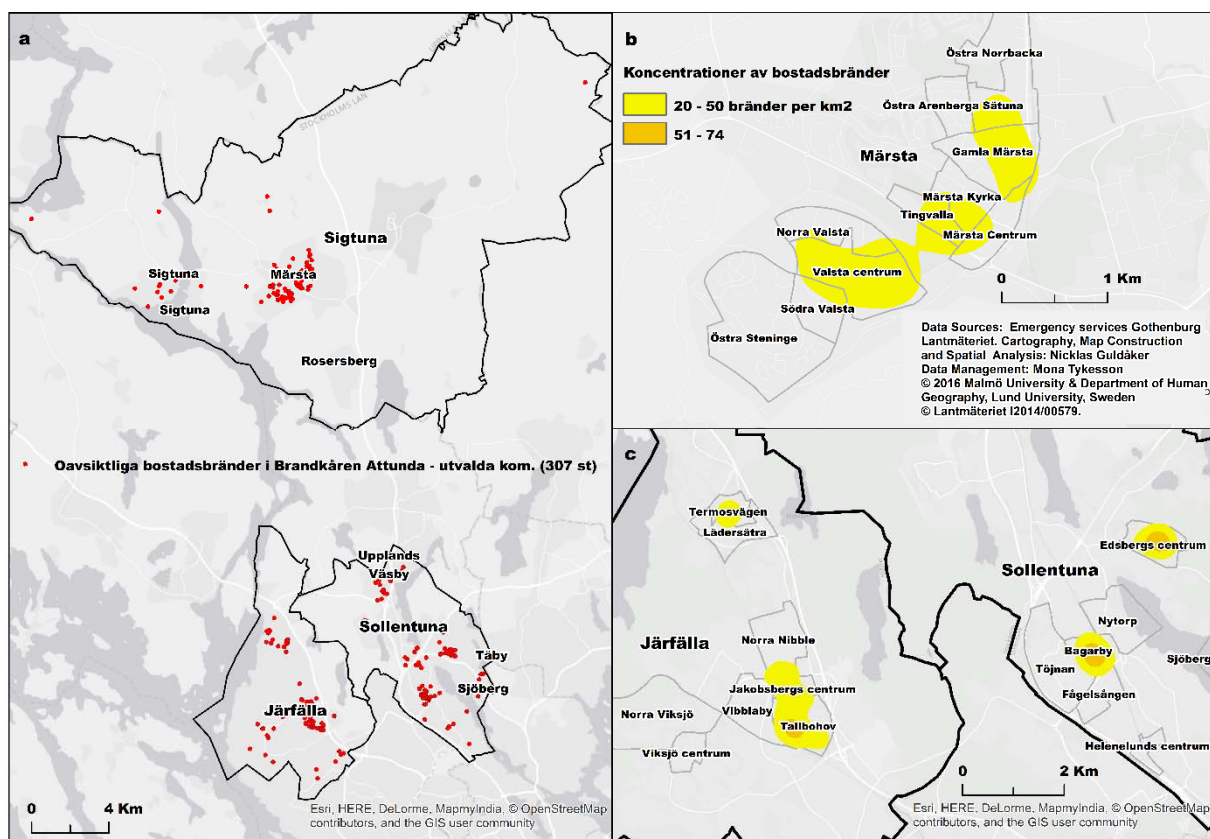 a
UPPSALA LÄN
STOCKHOLMS LÄN
Sigtuna
Sigtuna
Märsta
Sigtuna
Rosersberg
Oavsiktliga bostadsbränder i Brandkåren Attunda - utvalda kom. (307 st)
Upplands
Väsby
Sollentuna
Täby
Sjöberg
Järfälla
0 4 Km
Esri, HERE, DeLorme, MapmyIndia, © OpenStreetMap
contributors, and the GIS user community
b
Koncentrationer av bostadsbränder
20 - 50 bränder per km2
51 - 74
Östra Norrbacka
Östra Arenberga Sätuna
Gamla Märsta
Märsta
Märsta Kyrka
Tingvalla
Märsta Centrum
Norra Valsta
Valsta centrum
Södra Valsta
Östra Steninge
0 1 Km
Data Sources: Emergency services Gothenburg
Lantmäteriet. Cartography, Map Construction
and Spatial Analysis: Nicklas Guldåker
Data Management: Mona Tykesson
© 2016 Malmö University & Department of Human
Geography, Lund University, Sweden
© Lantmäteriet I2014/00579.
c
Termosvägen
Lädersätra
Edsbergs centrum
Sollentuna
Nytorp
Norra Nibble
Järfälla
Bagarby
Töjnan
Sjöberg
Jakobsbergs centrum
Fågelsången
Norra Viksjö
Vibblaby
Tallbohov
Viksjö centrum
Helenelunds centrum
0 2 Km
Esri, HERE, DeLorme, MapmyIndia, © OpenStreetMap
contributors, and the GIS user community